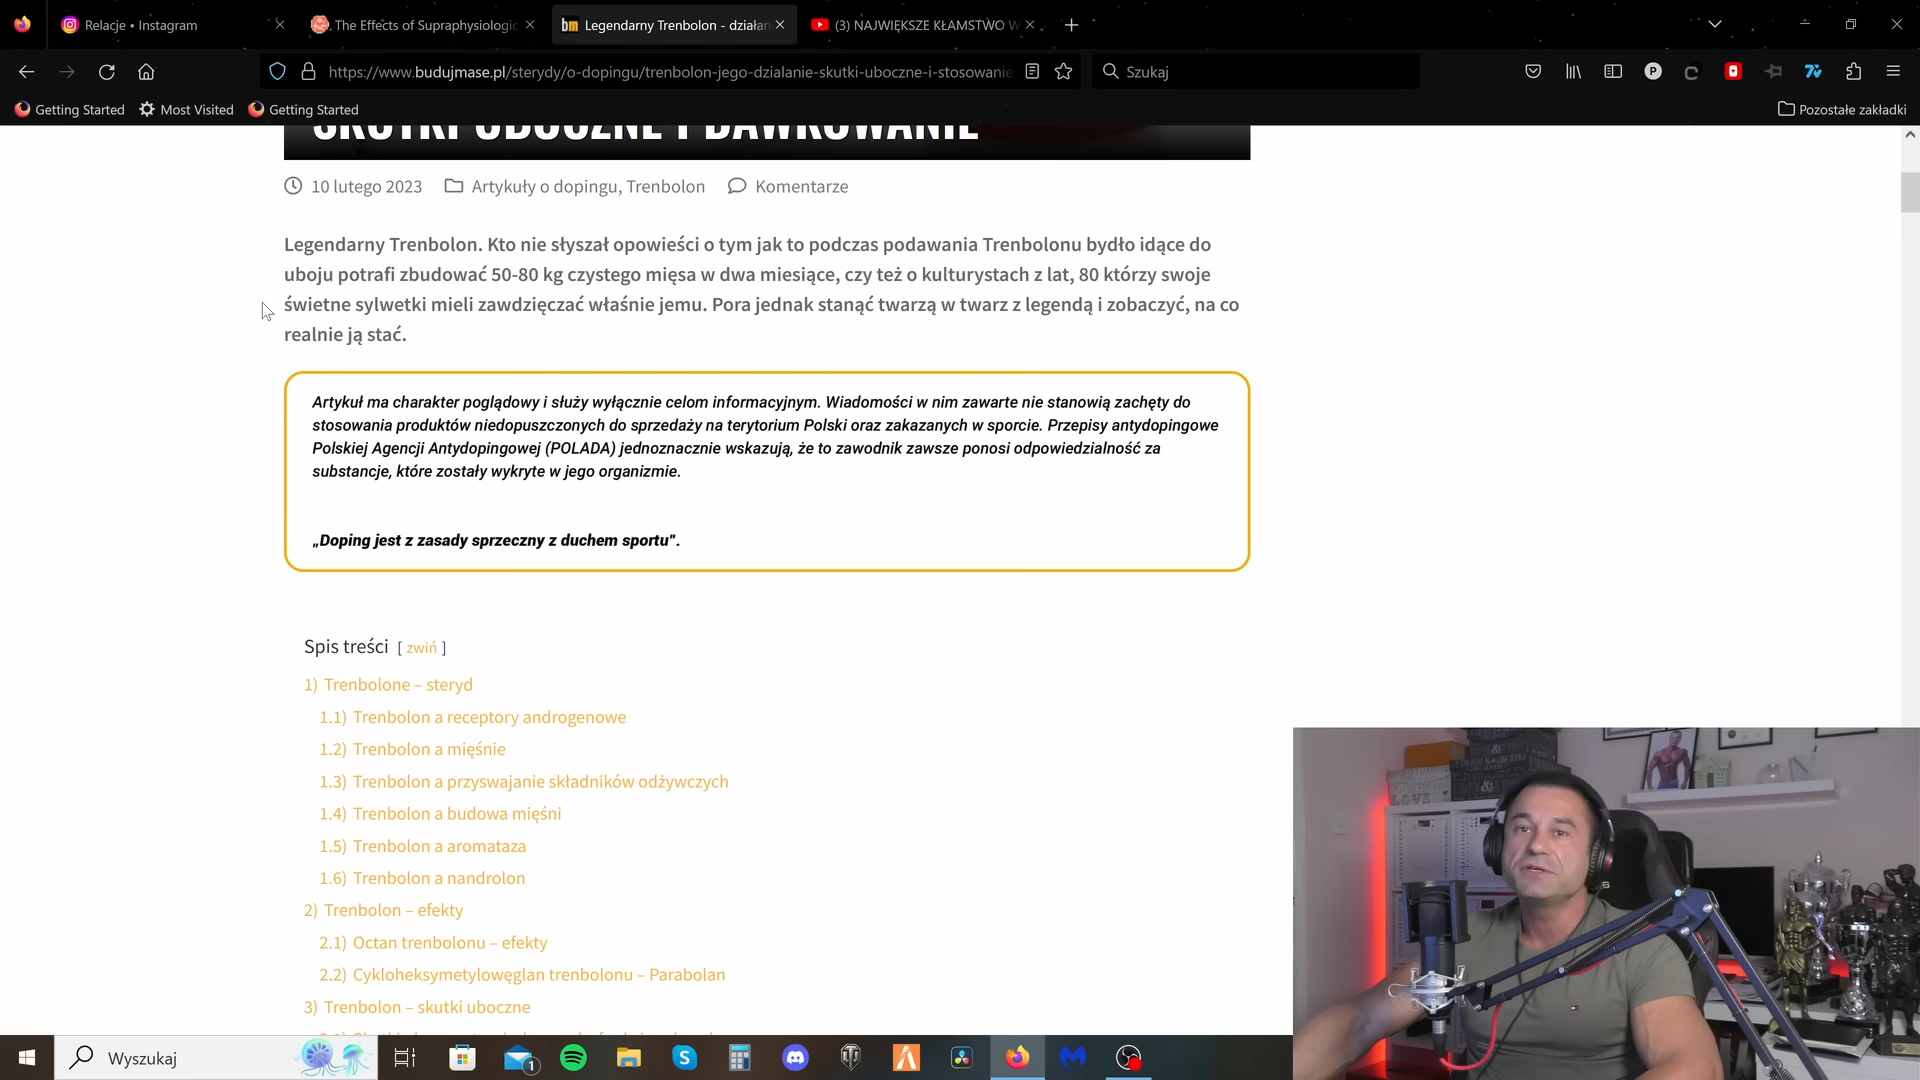 Relacje • Instagram
The Effects of Supraphysiologic
Legendarny Trenbolon - działan
(3) NAJWIĘKSZE KŁAMSTWO W
https://www.budujmase.pl/sterydy/o-dopingu/trenbolon-jego-dzialanie-skutki-uboczne-i-stosowanie
Szukaj
Getting Started
Most Visited
Getting Started
Pozostałe zakładki
SKUTKI UBOCZNE I DAWKOWANIE
10 lutego 2023
Artykuły o dopingu, Trenbolon
Komentarze
Legendarny Trenbolon. Kto nie słyszał opowieści o tym jak to podczas podawania Trenbolonu bydło idące do
uboju potrafi zbudować 50-80 kg czystego mięsa w dwa miesiące, czy też o kulturystach z lat, 80 którzy swoje
świetne sylwetki mieli zawdzięczać właśnie jemu. Pora jednak stanąć twarzą w twarz z legendą i zobaczyć, na co
realnie ją stać.
Artykuł ma charakter poglądowy i służy wyłącznie celom informacyjnym. Wiadomości w nim zawarte nie stanowią zachęty do
stosowania produktów niedopuszczonych do sprzedaży na terytorium Polski oraz zakazanych w sporcie. Przepisy antydopingowe
Polskiej Agencji Antydopingowej (POLADA) jednoznacznie wskazują, że to zawodnik zawsze ponosi odpowiedzialność za
substancje, które zostały wykryte w jego organizmie.
„Doping jest z zasady sprzeczny z duchem sportu”.
Spis treści [ zwiń ]
1) Trenbolone – steryd
1.1) Trenbolon a receptory androgenowe
1.2) Trenbolon a mięśnie
1.3) Trenbolon a przyswajanie składników odżywczych
1.4) Trenbolon a budowa mięśni
1.5) Trenbolon a aromataza
1.6) Trenbolon a nandrolon
2) Trenbolon – efekty
2.1) Octan trenbolonu – efekty
2.2) Cykloheksymetylowęglan trenbolonu – Parabolan
3) Trenbolon – skutki uboczne
Wyszukaj